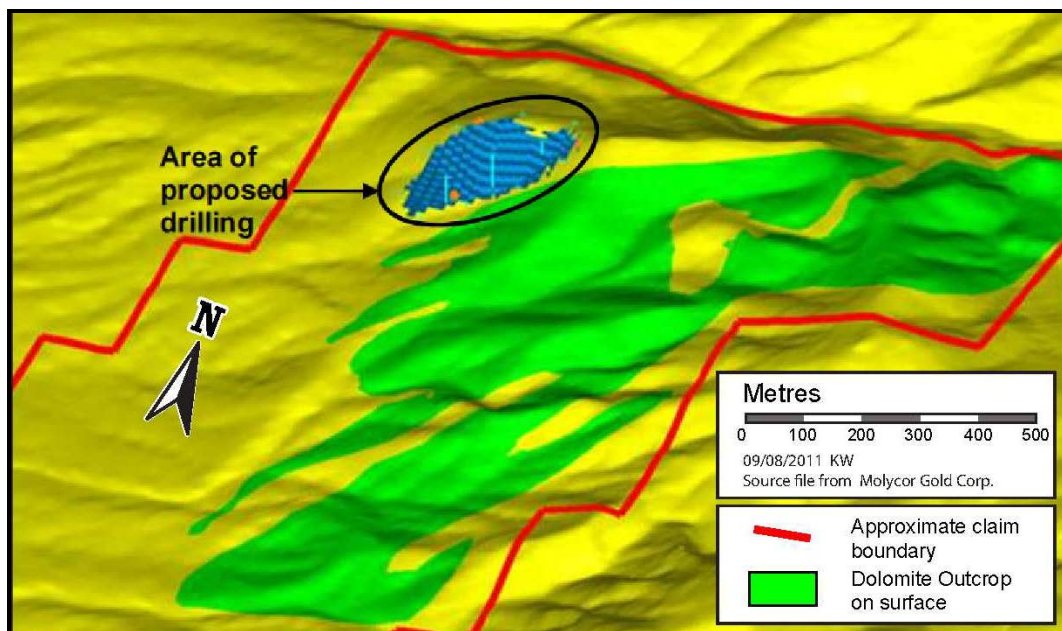 Area of
proposed
drilling
N
Metres
0 100 200 300 400 500
09/08/2011 KW
Source file from Molycor Gold Corp.
Approximate claim
boundary
Dolomite Outcrop
on surface